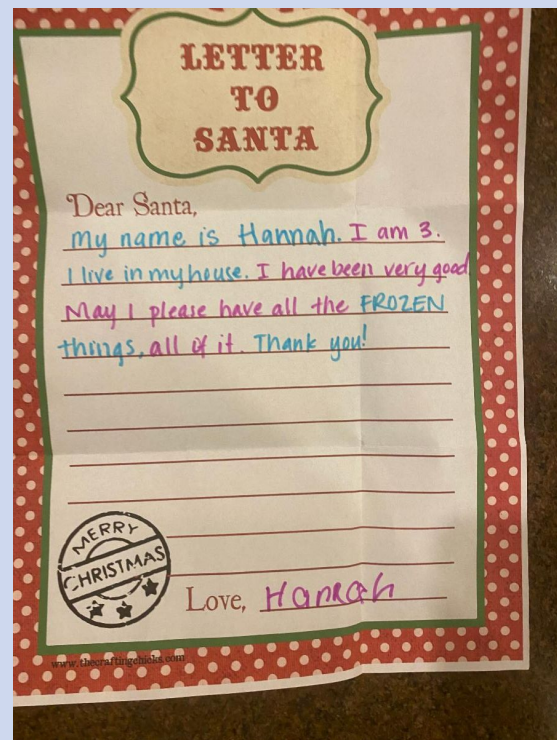 LETTER
TO
SANTA
Dear Santa,
My name is Hannah. I am 3.
I live in my house. I have been very good
May I please have all the FROZEN
things, all of it. Thank you!
MERRY
CHRISTMAS
Love, Hannah
www.thecraftingchicks.com